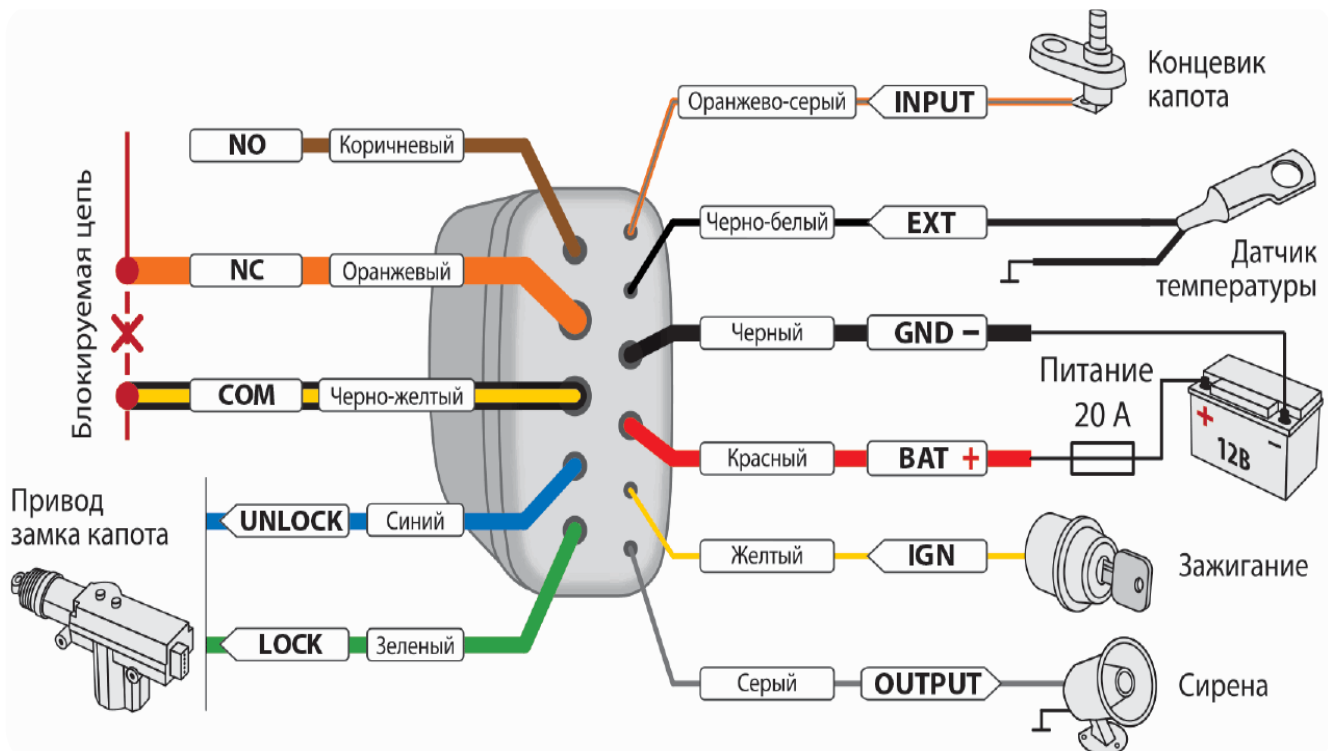 NO
Коричневый
Блокируемая цепь
NC
Оранжевый
COM
Черно-желтый
Привод
замка капота
UNLOCK
Синий
LOCK
Зеленый
Оранжево-серый
INPUT
Концевик
капота
Черно-белый
EXT
Датчик
температуры
Черный
GND −
Питание
20 А
Красный
BAT +
+
−
12В
Желтый
IGN
Зажигание
Серый
OUTPUT
Сирена